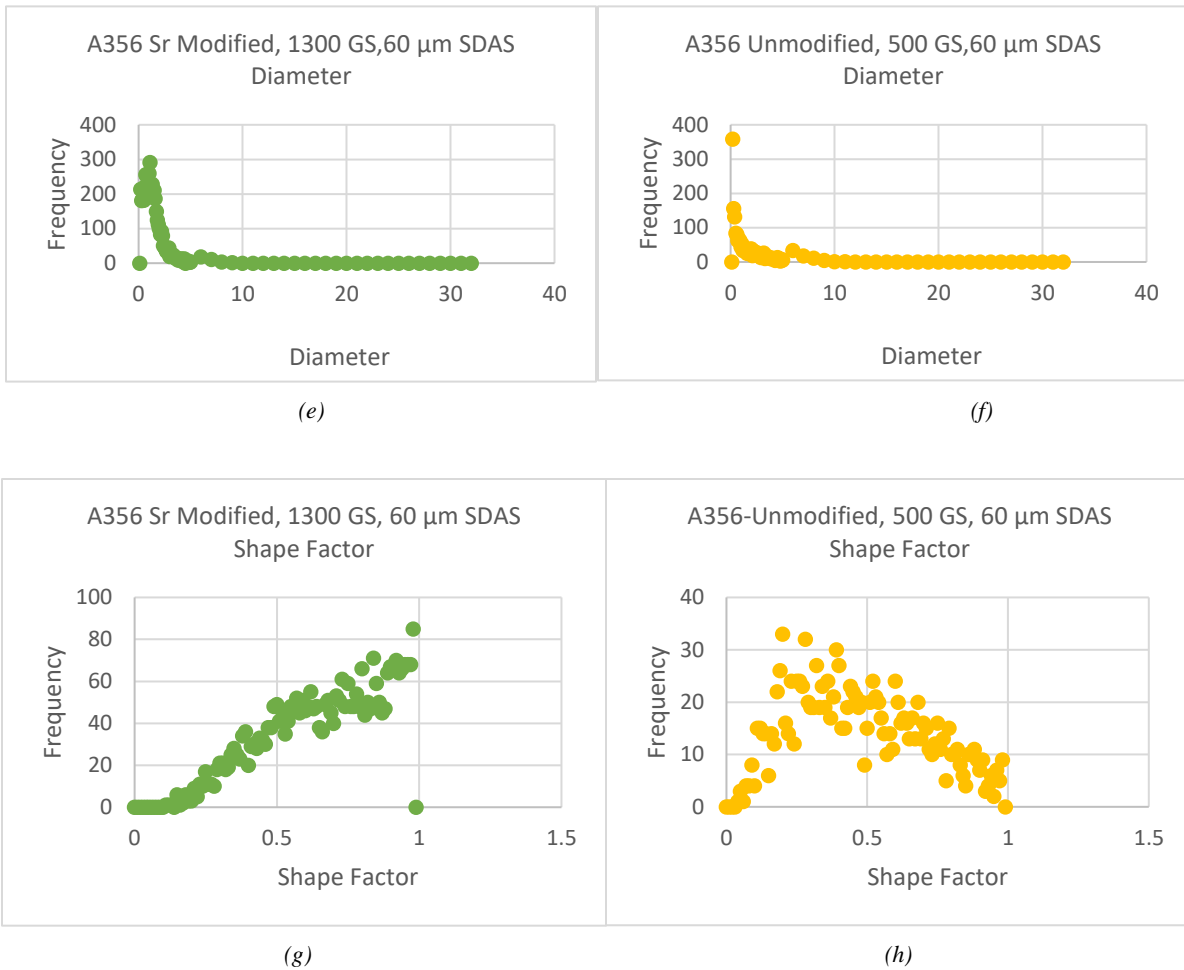 A356 Sr Modified, 1300 GS,60 µm SDAS
Diameter
Frequency
400
300
200
100
0
0
10
20
30
40
Diameter
(e)
A356 Unmodified, 500 GS,60 µm SDAS
Diameter
Frequency
400
300
200
100
0
0
10
20
30
40
Diameter
(f)
A356 Sr Modified, 1300 GS, 60 µm SDAS
Shape Factor
Frequency
100
80
60
40
20
0
0
0.5
1
1.5
Shape Factor
(g)
A356-Unmodified, 500 GS, 60 µm SDAS
Shape Factor
Frequency
40
30
20
10
0
0
0.5
1
1.5
Shape Factor
(h)